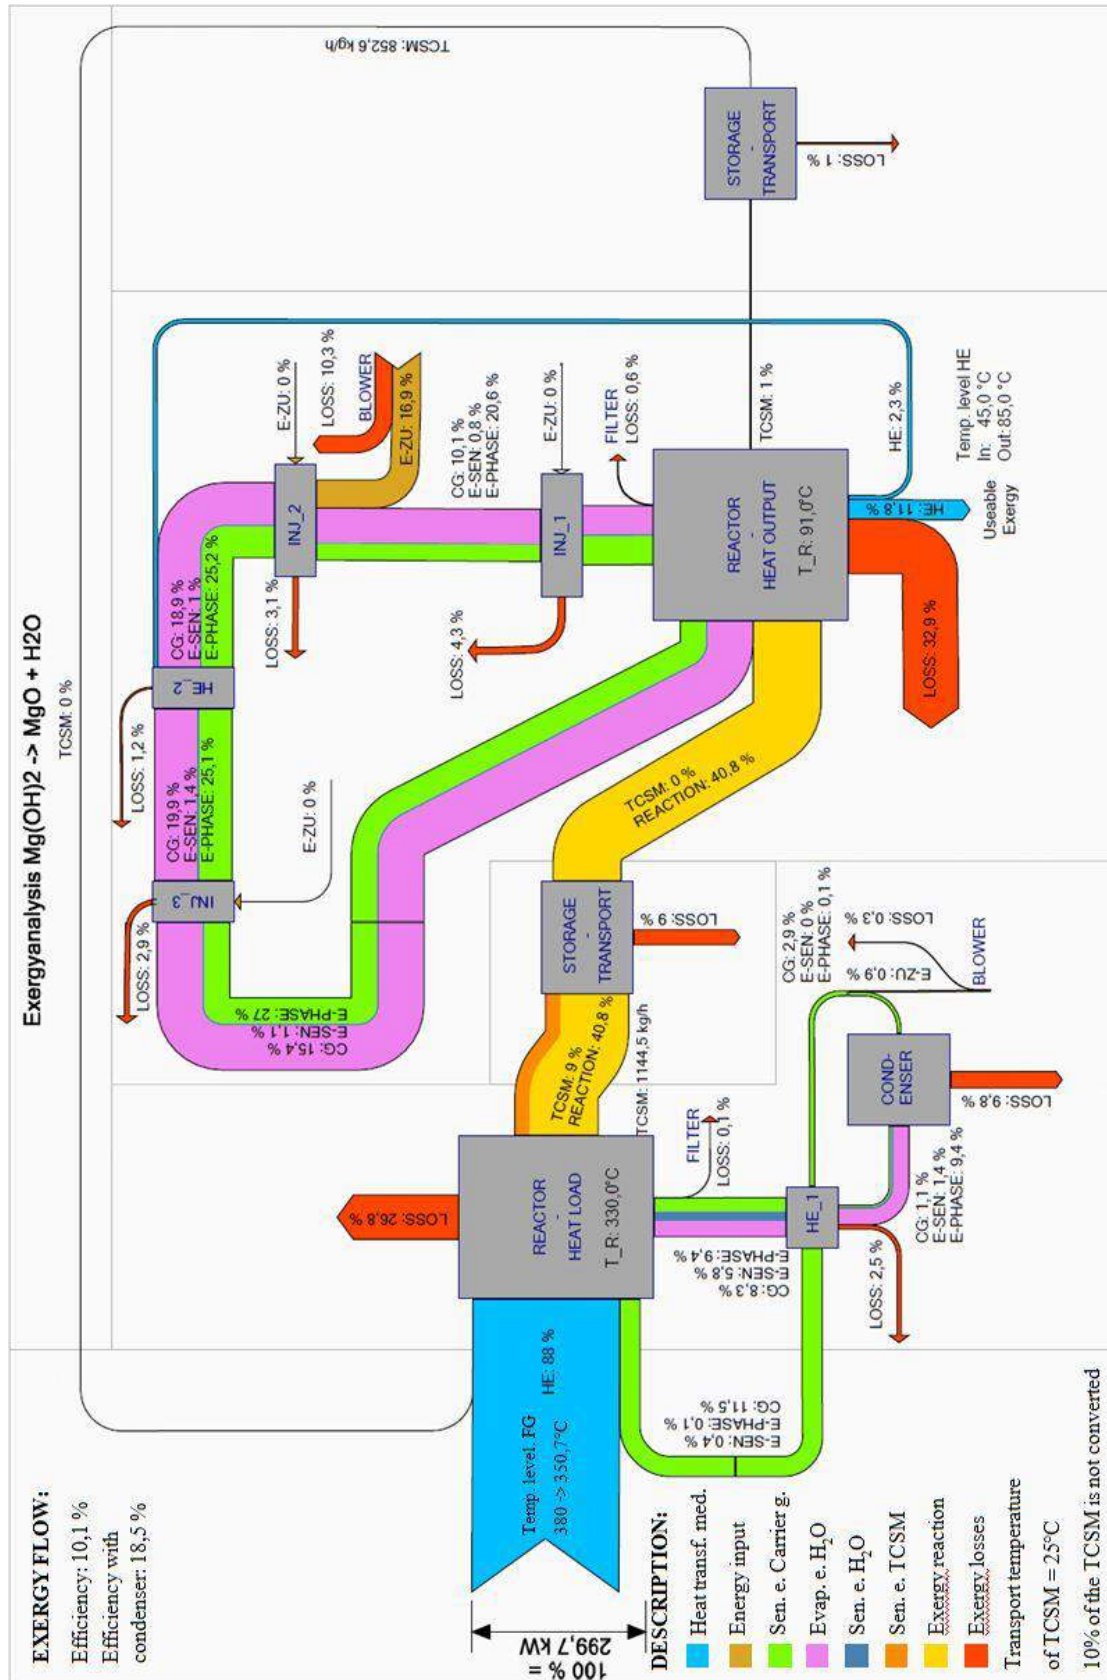 Exergyanalysis Mg(OH)2 -> MgO + H2O
TCSM: 0 %
TCSM: 852,6 kg/h
EXERGY FLOW:
Efficiency: 10,1 %
Efficiency with
condenser: 18,5 %
100 % =
299,7 kW
Temp. level. FG
380 -> 350,7°C
HE: 88 %
REACTOR
-
HEAT LOAD
T_R: 330,0°C
LOSS: 26,8 %
TCSM: 9 %
REACTION: 40,8 %
TCSM: 1144,5 kg/h
FILTER
LOSS: 0,1 %
CG: 8,3 %
E-SEN: 5,8 %
E-PHASE: 9,4 %
HE_1
LOSS: 2,5 %
CG: 1,1 %
E-SEN: 1,4 %
E-PHASE: 9,4 %
COND-
ENSER
LOSS: 9,8 %
CG: 2,9 %
E-SEN: 0 %
E-PHASE: 0,1 %
E-ZU: 0,9 %
LOSS: 0,3 %
BLOWER
E-SEN: 0,4 %
E-PHASE: 0,1 %
CG: 11,5 %
STORAGE
-
TRANSPORT
LOSS: 9 %
TCSM: 0 %
REACTION: 40,8 %
LOSS: 2,9 %
INJ_3
E-ZU: 0 %
CG: 15,4 %
E-SEN: 1,1 %
E-PHASE: 27 %
CG: 19,9 %
E-SEN: 1,4 %
E-PHASE: 25,1 %
LOSS: 1,2 %
HE_2
CG: 18,9 %
E-SEN: 1 %
E-PHASE: 25,2 %
LOSS: 3,1 %
INJ_2
E-ZU: 0 %
LOSS: 10,3 %
BLOWER
E-ZU: 16,9 %
CG: 10,1 %
E-SEN: 0,8 %
E-PHASE: 20,6 %
LOSS: 4,3 %
INJ_1
E-ZU: 0 %
FILTER
LOSS: 0,6 %
REACTOR
-
HEAT OUTPUT
T_R: 91,0°C
TCSM: 1 %
HE: 2,3 %
HE: 11,8 %
LOSS: 32,9 %
Useable
Exergy
Temp. level HE
In: 45,0 °C
Out: 85,0 °C
STORAGE
-
TRANSPORT
LOSS: 1 %
DESCRIPTION:
Heat transf. med.
Energy input
Sen. e. Carrier g.
Evap. e. H2O
Sen. e. H2O
Sen. e. TCSM
Exergy reaction
Exergy losses
Transport temperature
of TCSM = 25°C
10% of the TCSM is not converted